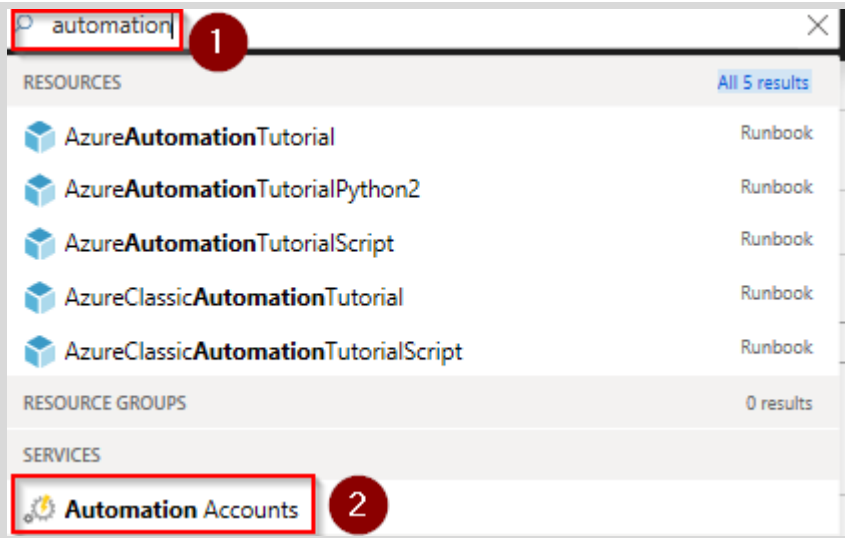 automation
1
RESOURCES All 5 results
AzureAutomationTutorial Runbook
AzureAutomationTutorialPython2 Runbook
AzureAutomationTutorialScript Runbook
AzureClassicAutomationTutorial Runbook
AzureClassicAutomationTutorialScript Runbook
RESOURCE GROUPS 0 results
SERVICES
Automation Accounts 2